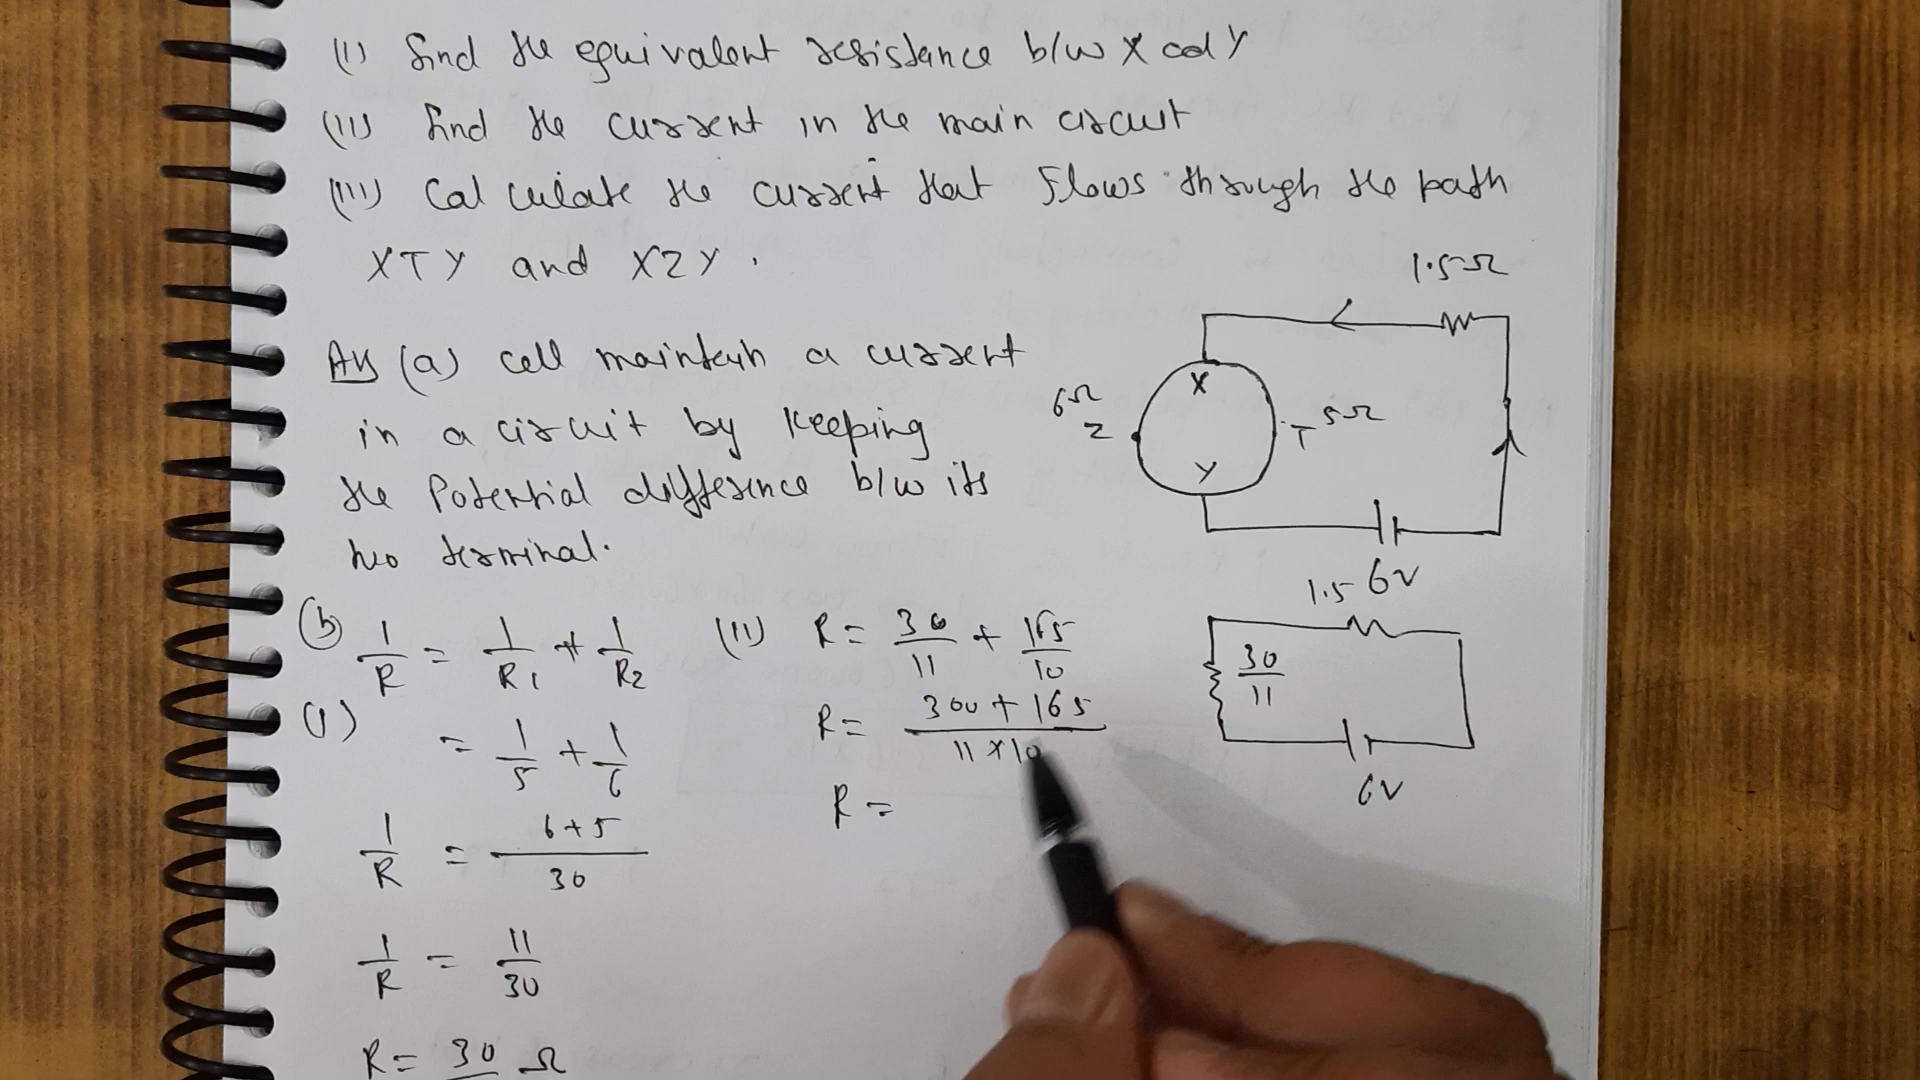 (I) find the equivalent resistance b/w X and Y
(II) find the current in the main circuit
(III) Calculate the current that flows through the path
XTY and XZY.
1.5Ω
Ans (a) cell maintain a current
in a circuit by keeping
the Potential difference b/w its
two terminal.
X
6Ω
Z
T 5Ω
Y
6V
(b) 1/R = 1/R1 + 1/R2
(I)
= 1/5 + 1/6
1/R = 6+5/30
1/R = 11/30
R = 30 Ω
(II) R = 30/11 + 165/10
R = 300 + 165/11×10
R =
1.5
30/11
6V